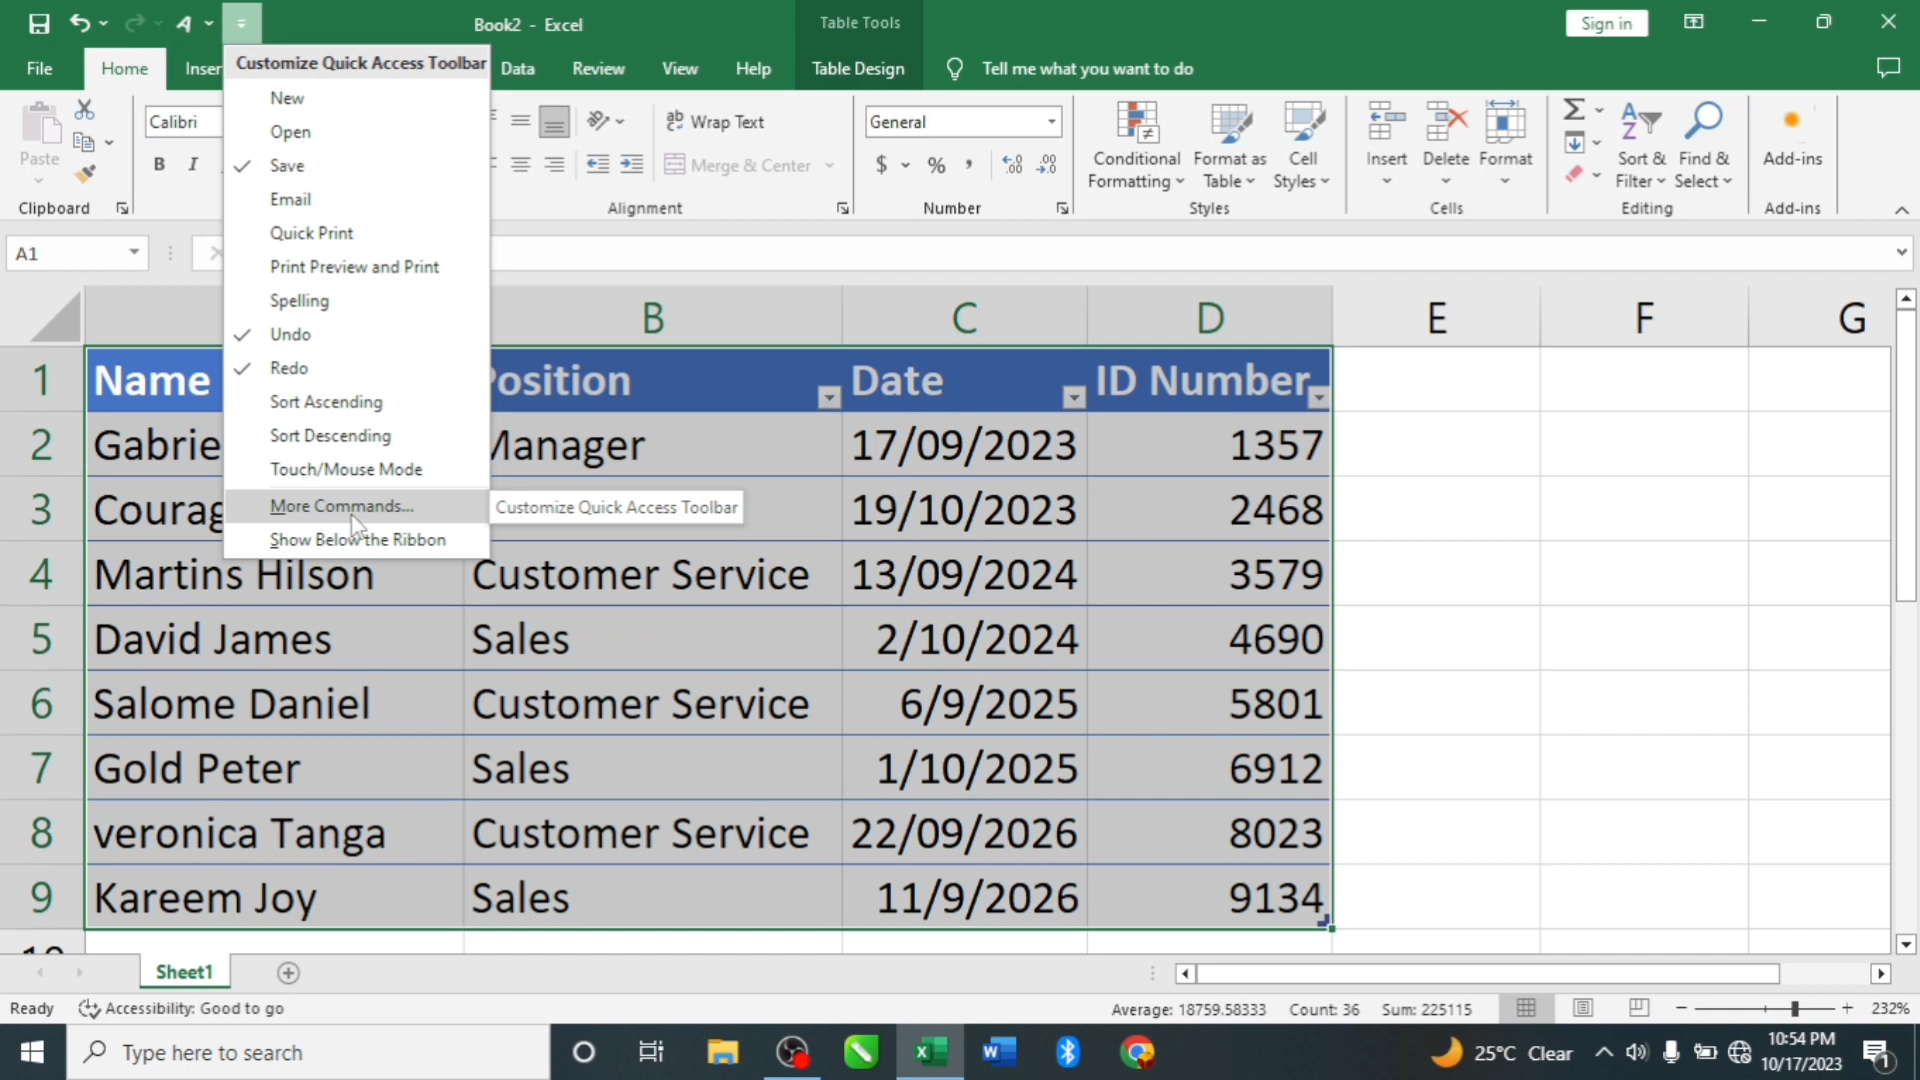 Book2 - Excel
Table Tools
Sign in
File
Home
Inser
Data
Review
View
Help
Table Design
Tell me what you want to do
Customize Quick Access Toolbar
New
Open
Save
Email
Quick Print
Print Preview and Print
Spelling
Undo
Redo
Sort Ascending
Sort Descending
Touch/Mouse Mode
More Commands...
Show Below the Ribbon
Customize Quick Access Toolbar
Paste
Clipboard
Calibri
B I
ab Wrap Text
Merge & Center
Alignment
General
$ % ,
Number
Conditional Formatting
Format as Table
Cell Styles
Styles
Insert
Delete
Format
Cells
Sort & Filter
Find & Select
Editing
Add-ins
Add-ins
A1
B C D E F G
1 Name Position Date ID Number
2 Gabrie Manager 17/09/2023 1357
3 Courag 19/10/2023 2468
4 Martins Hilson Customer Service 13/09/2024 3579
5 David James Sales 2/10/2024 4690
6 Salome Daniel Customer Service 6/9/2025 5801
7 Gold Peter Sales 1/10/2025 6912
8 veronica Tanga Customer Service 22/09/2026 8023
9 Kareem Joy Sales 11/9/2026 9134
Sheet1
Ready Accessibility: Good to go Average: 18759.58333 Count: 36 Sum: 225115 232%
Type here to search
25°C Clear
10:54 PM
10/17/2023
1